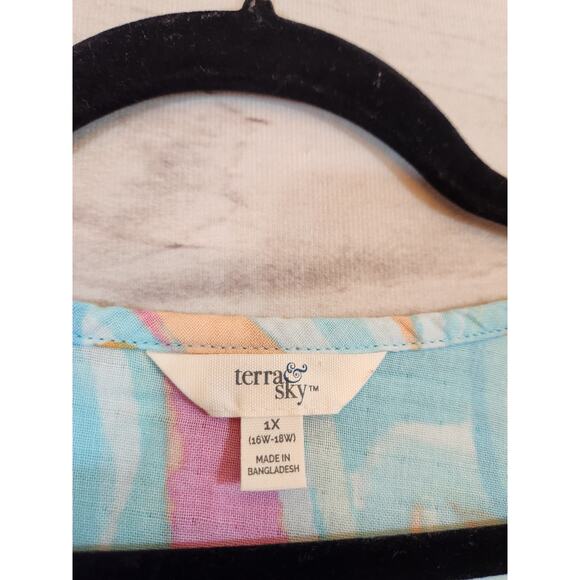 terra &
sky™
1X
(16W-18W)
MADE IN
BANGLADESH